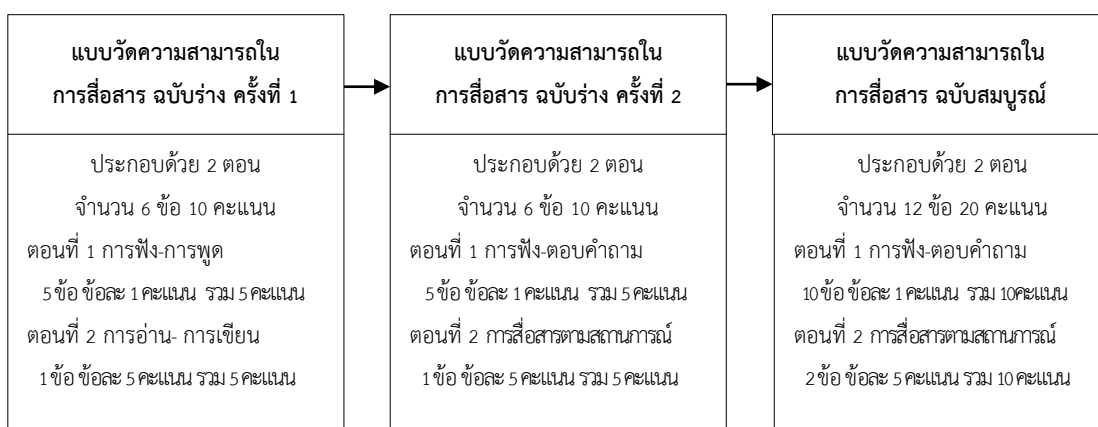 แบบวัดความสามารถใน
การสื่อสาร ฉบับร่าง ครั้งที่ 1
ประกอบด้วย 2 ตอน
จำนวน 6 ข้อ 10 คะแนน
ตอนที่ 1 การฟัง-การพูด
5 ข้อ ข้อละ 1 คะแนน รวม 5 คะแนน
ตอนที่ 2 การอ่าน- การเขียน
1 ข้อ ข้อละ 5 คะแนน รวม 5 คะแนน
แบบวัดความสามารถใน
การสื่อสาร ฉบับร่าง ครั้งที่ 2
ประกอบด้วย 2 ตอน
จำนวน 6 ข้อ 10 คะแนน
ตอนที่ 1 การฟัง-ตอบคำถาม
5 ข้อ ข้อละ 1 คะแนน รวม 5 คะแนน
ตอนที่ 2 การสื่อสารตามสถานการณ์
1 ข้อ ข้อละ 5 คะแนน รวม 5 คะแนน
แบบวัดความสามารถใน
การสื่อสาร ฉบับสมบูรณ์
ประกอบด้วย 2 ตอน
จำนวน 12 ข้อ 20 คะแนน
ตอนที่ 1 การฟัง-ตอบคำถาม
10 ข้อ ข้อละ 1 คะแนน รวม 10คะแนน
ตอนที่ 2 การสื่อสารตามสถานการณ์
2 ข้อ ข้อละ 5 คะแนน รวม 10 คะแนน